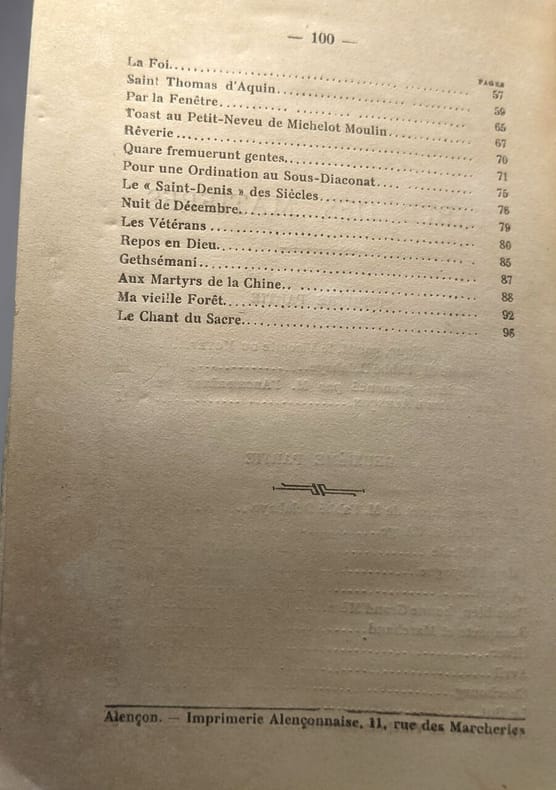 — 100 —
PAGES
La Foi........ 57
Saint Thomas d'Aquin........ 59
Par la Fenêtre........ 65
Toast au Petit-Neveu de Michelot Moulin........ 67
Rêverie ........ 70
Quare fremuerunt gentes........ 71
Pour une Ordination au Sous-Diaconat........ 75
Le « Saint-Denis » des Siècles........ 76
Nuit de Décembre........ 79
Les Vétérans ........ 80
Repos en Dieu........ 85
Gethsémani........ 87
Aux Martyrs de la Chine........ 88
Ma vieille Forêt........ 92
Le Chant du Sacre........ 96
Alençon. — Imprimerie Alençonnaise, 11, rue des Marcheries